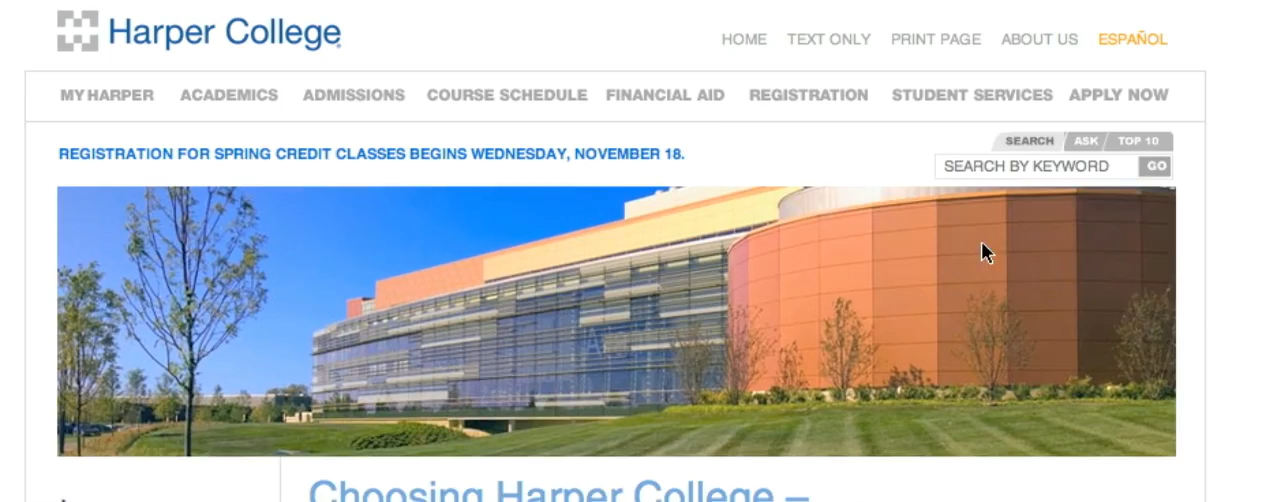 Harper College
HOME TEXT ONLY PRINT PAGE ABOUT US ESPAÑOL
MY HARPER ACADEMICS ADMISSIONS COURSE SCHEDULE FINANCIAL AID REGISTRATION STUDENT SERVICES APPLY NOW
SEARCH ASK TOP 10
REGISTRATION FOR SPRING CREDIT CLASSES BEGINS WEDNESDAY, NOVEMBER 18.
SEARCH BY KEYWORD GO
Choosing Harper College –